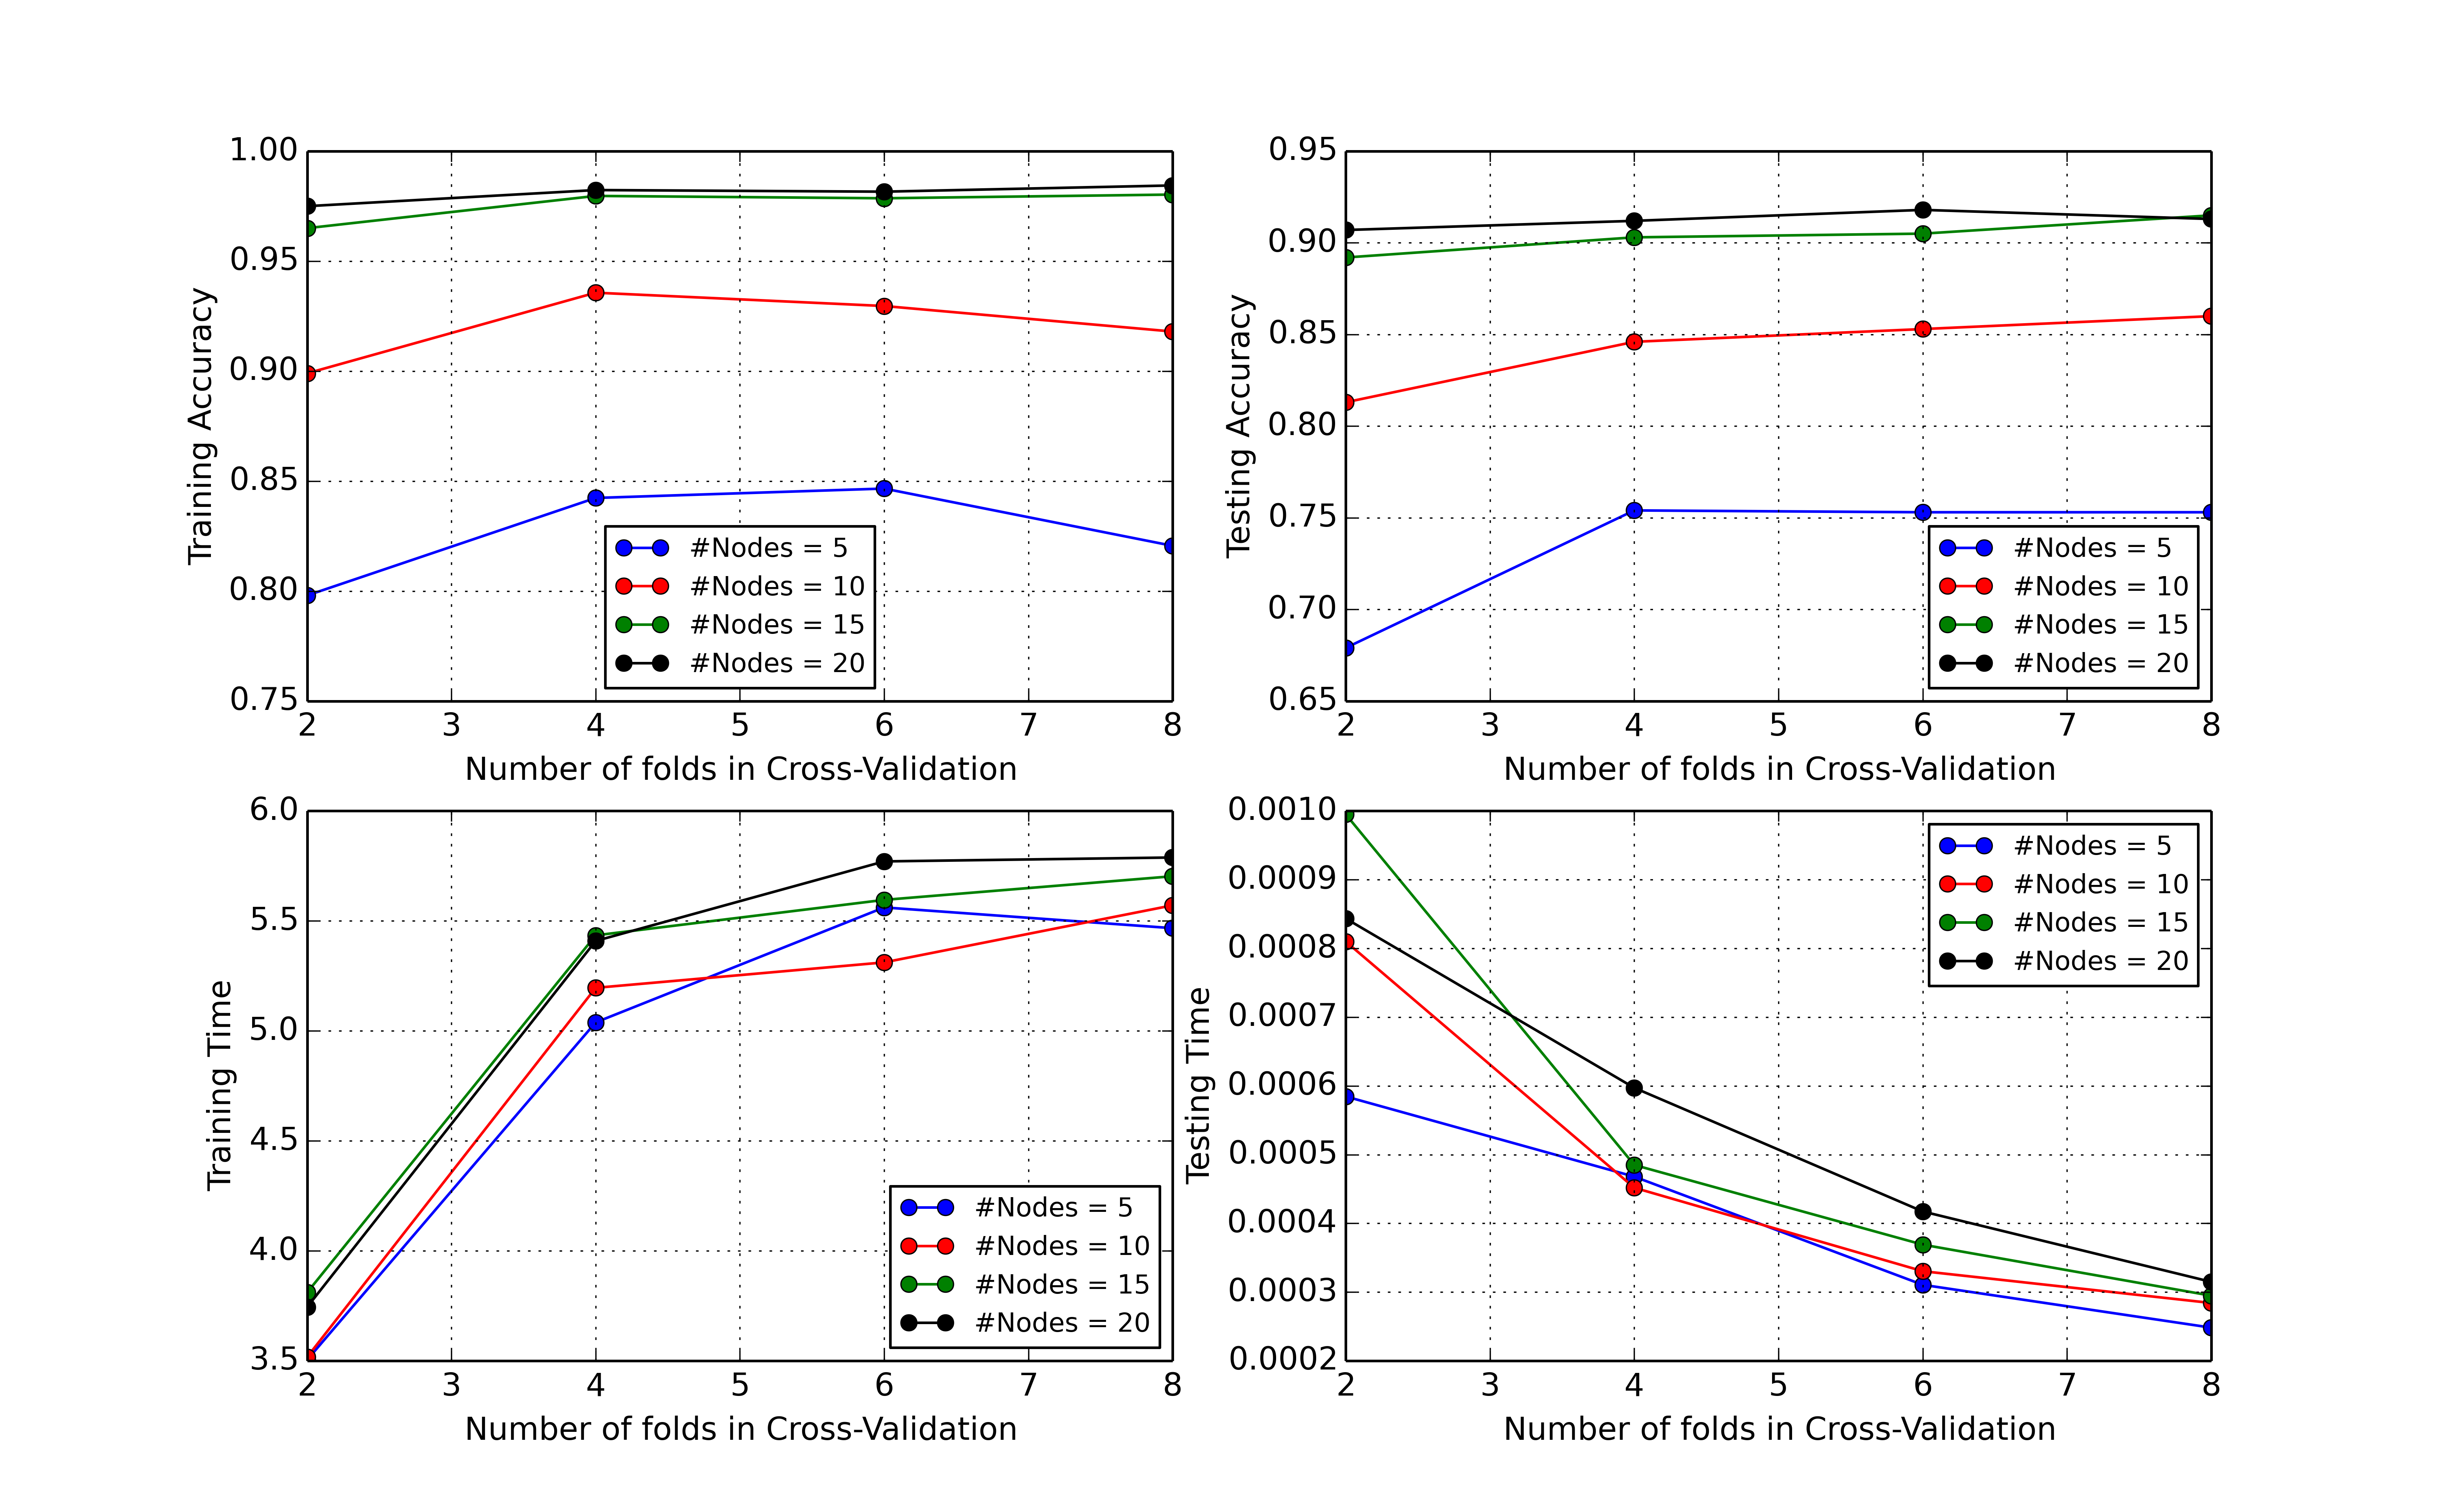 1.00
0.95
0.90
0.85
0.80
0.75
Training Accuracy
2 3 4 5 6 7 8
Number of folds in Cross-Validation
#Nodes = 5
#Nodes = 10
#Nodes = 15
#Nodes = 20
0.95
0.90
0.85
0.80
0.75
0.70
0.65
Testing Accuracy
2 3 4 5 6 7 8
Number of folds in Cross-Validation
#Nodes = 5
#Nodes = 10
#Nodes = 15
#Nodes = 20
6.0
5.5
5.0
4.5
4.0
3.5
Training Time
2 3 4 5 6 7 8
Number of folds in Cross-Validation
#Nodes = 5
#Nodes = 10
#Nodes = 15
#Nodes = 20
0.0010
0.0009
0.0008
0.0007
0.0006
0.0005
0.0004
0.0003
0.0002
Testing Time
2 3 4 5 6 7 8
Number of folds in Cross-Validation
#Nodes = 5
#Nodes = 10
#Nodes = 15
#Nodes = 20